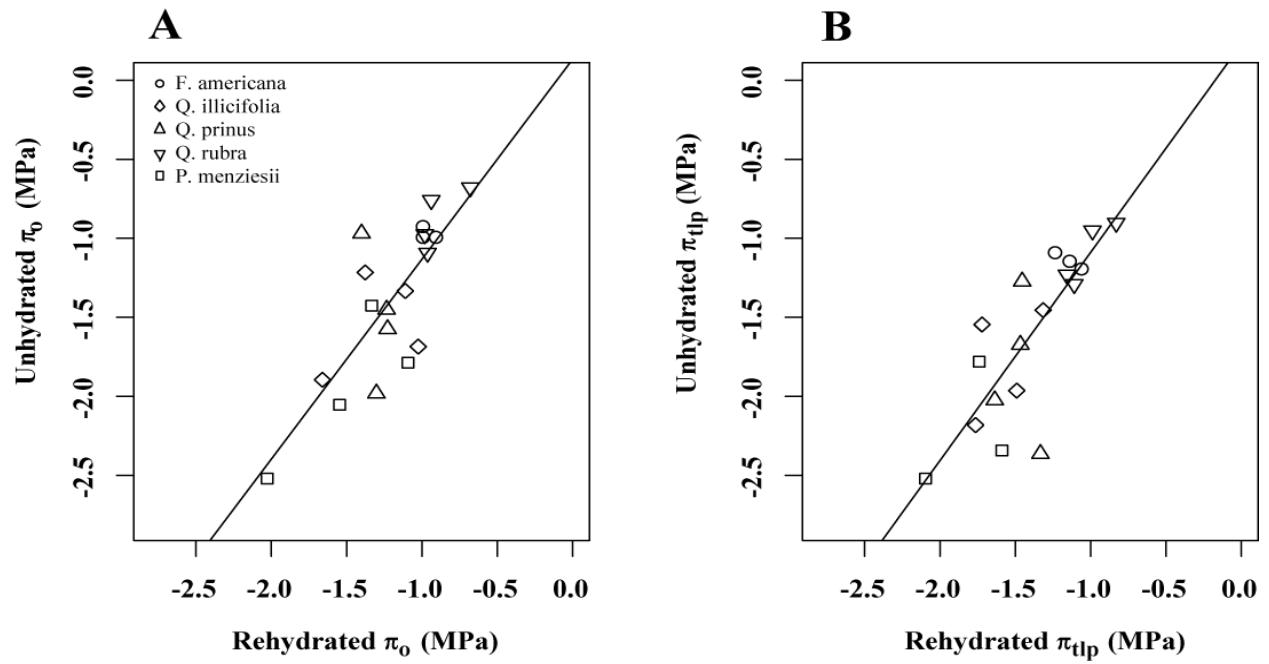 A
0.0
-0.5
-1.0
-1.5
-2.0
-2.5
Unhydrated πo (MPa)
F. americana
Q. illicifolia
Q. prinus
Q. rubra
P. menziesii
-2.5 -2.0 -1.5 -1.0 -0.5 0.0
Rehydrated πo (MPa)
B
0.0
-0.5
-1.0
-1.5
-2.0
-2.5
Unhydrated πtlp (MPa)
-2.5 -2.0 -1.5 -1.0 -0.5 0.0
Rehydrated πtlp (MPa)